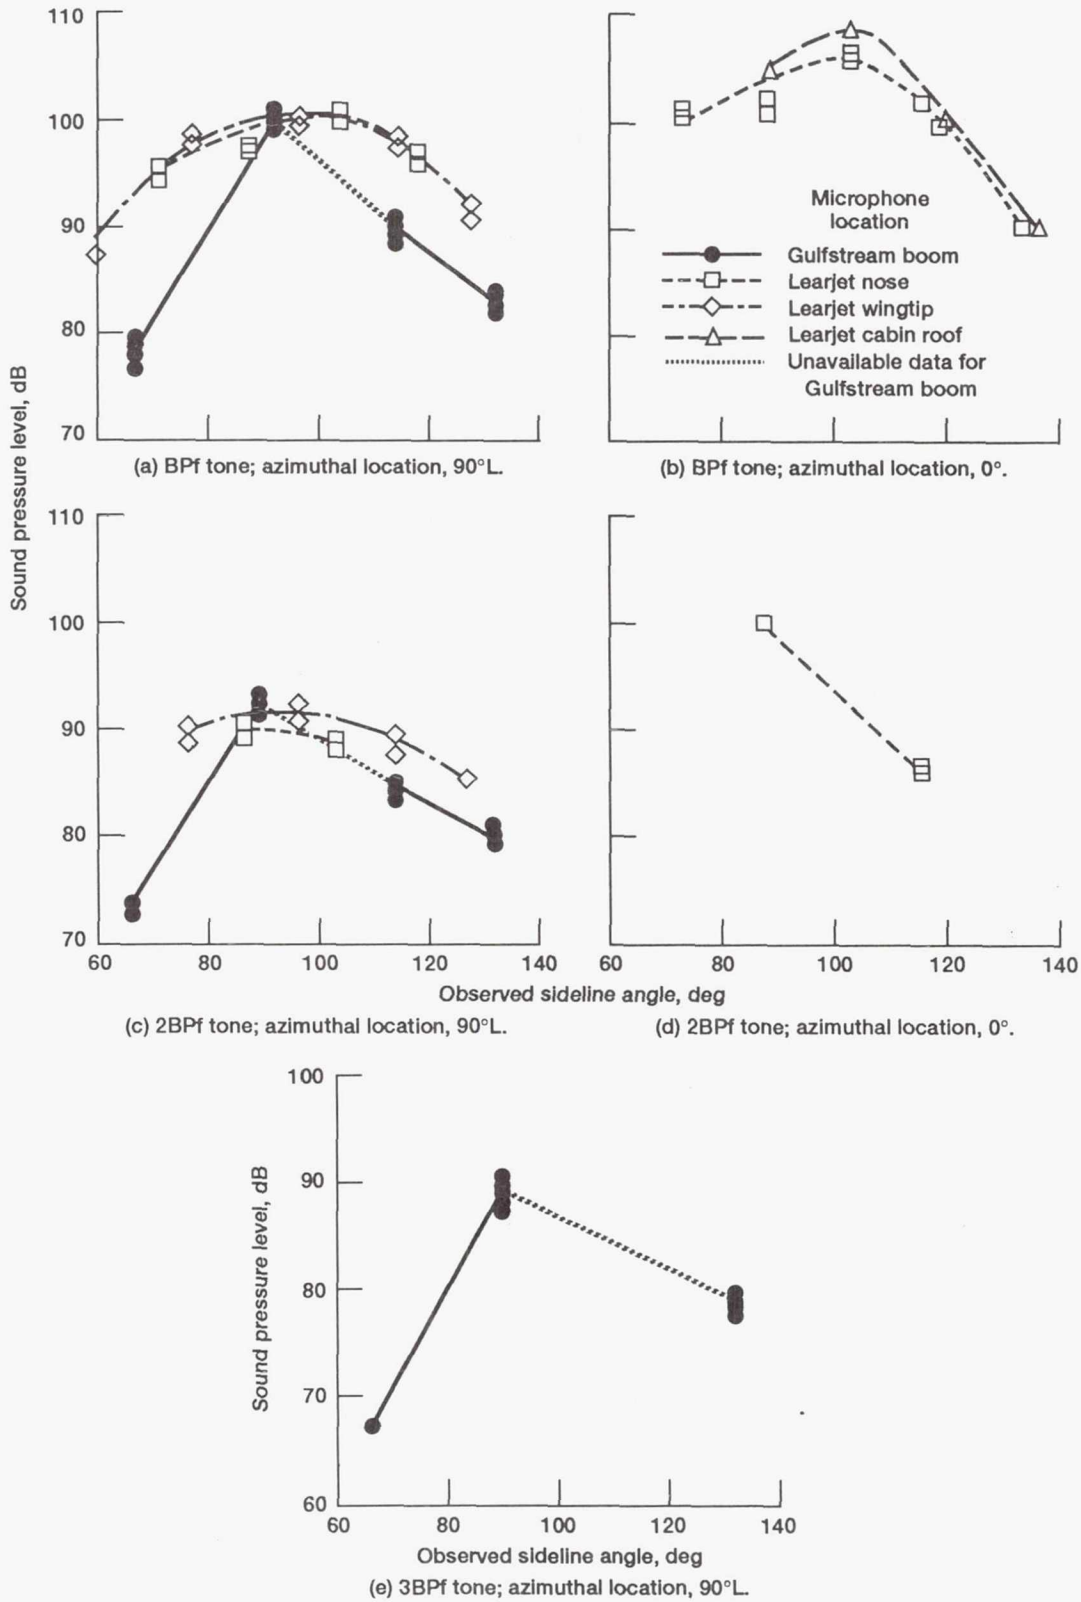 110
100
90
80
70
Sound pressure level, dB
(a) BPf tone; azimuthal location, 90°L.
Microphone
location
Gulfstream boom
Learjet nose
Learjet wingtip
Learjet cabin roof
Unavailable data for
Gulfstream boom
(b) BPf tone; azimuthal location, 0°.
110
100
90
80
70
60 80 100 120 140
60 80 100 120 140
Observed sideline angle, deg
(c) 2BPf tone; azimuthal location, 90°L.
(d) 2BPf tone; azimuthal location, 0°.
100
90
80
70
60
Sound pressure level, dB
60 80 100 120 140
Observed sideline angle, deg
(e) 3BPf tone; azimuthal location, 90°L.